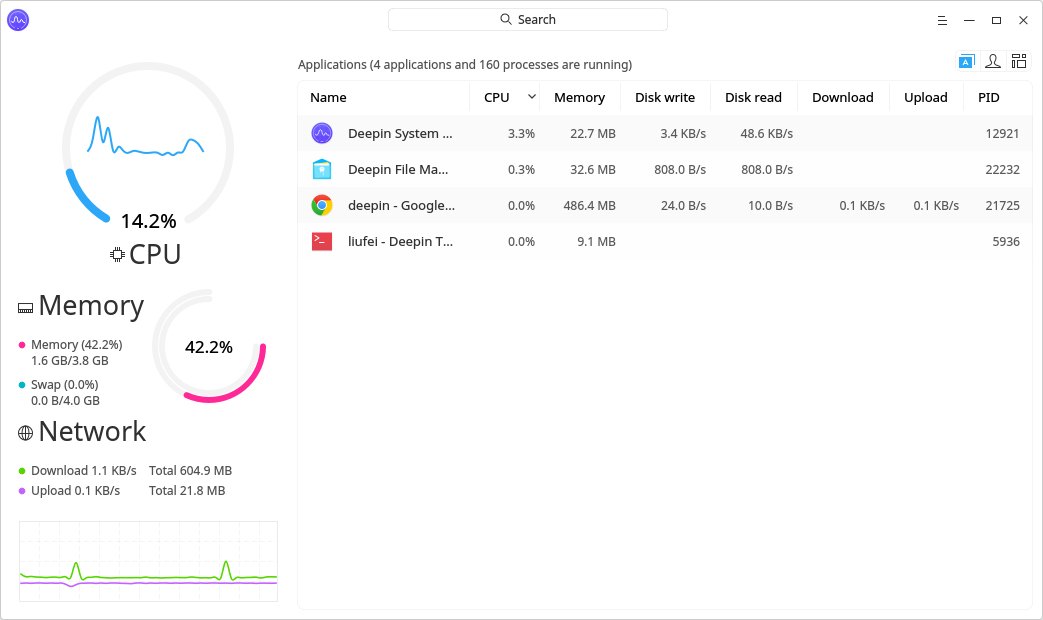 Search
14.2%
CPU
Memory
Memory (42.2%)
1.6 GB/3.8 GB
Swap (0.0%)
0.0 B/4.0 GB
42.2%
Network
Download 1.1 KB/s Total 604.9 MB
Upload 0.1 KB/s Total 21.8 MB
Applications (4 applications and 160 processes are running)
A
Name CPU Memory Disk write Disk read Download Upload PID
Deepin System ... 3.3% 22.7 MB 3.4 KB/s 48.6 KB/s 12921
Deepin File Ma... 0.3% 32.6 MB 808.0 B/s 808.0 B/s 22232
deepin - Google... 0.0% 486.4 MB 24.0 B/s 10.0 B/s 0.1 KB/s 0.1 KB/s 21725
liufei - Deepin T... 0.0% 9.1 MB 5936